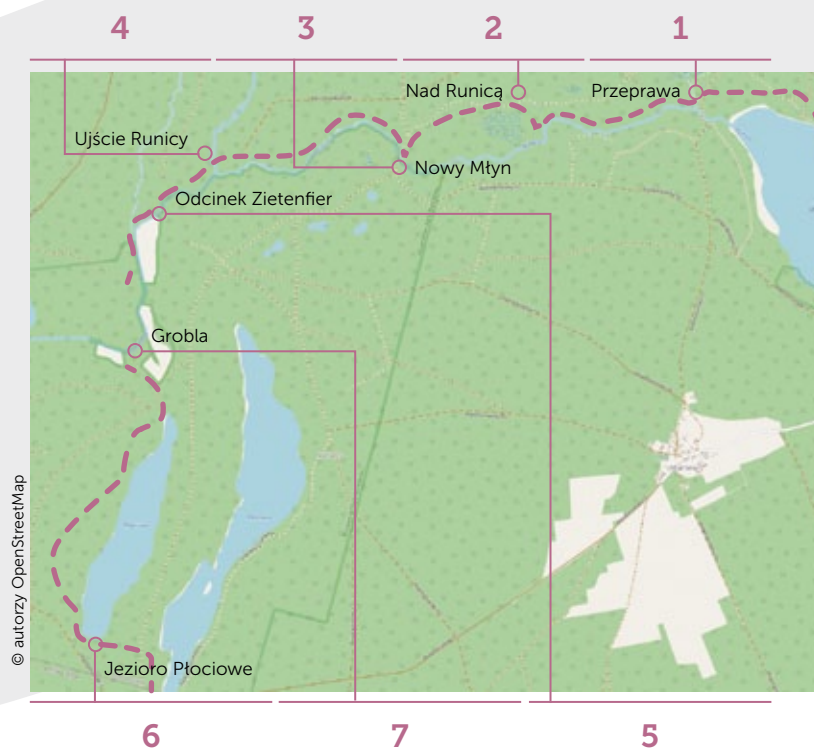 4
3
2
1
Nad Runicą
Przeprawa
Ujście Runicy
Nowy Młyn
Odcinek Zietenfier
Grobla
© autorzy OpenStreetMap
Jezioro Płociowe
6
7
5